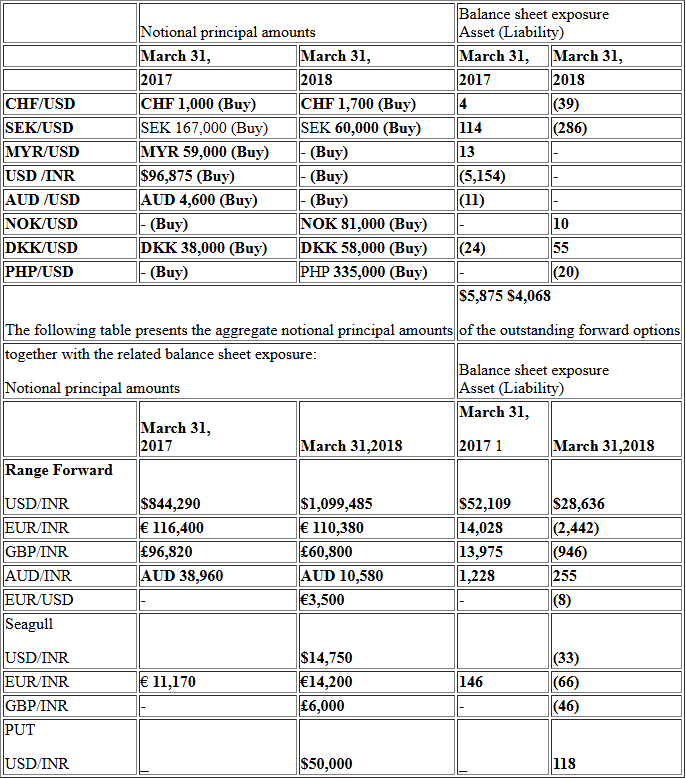 Notional principal amounts Balance sheet exposure
Asset (Liability)
March 31, March 31, March 31, March 31,
2017 2018 2017 2018
CHF/USD CHF 1,000 (Buy) CHF 1,700 (Buy) 4 (39)
SEK/USD SEK 167,000 (Buy) SEK 60,000 (Buy) 114 (286)
MYR/USD MYR 59,000 (Buy) - (Buy) 13 -
USD /INR $96,875 (Buy) - (Buy) (5,154) -
AUD /USD AUD 4,600 (Buy) - (Buy) (11) -
NOK/USD - (Buy) NOK 81,000 (Buy) - 10
DKK/USD DKK 38,000 (Buy) DKK 58,000 (Buy) (24) 55
PHP/USD - (Buy) PHP 335,000 (Buy) - (20)
$5,875 $4,068
The following table presents the aggregate notional principal amounts of the outstanding forward options
together with the related balance sheet exposure:
Notional principal amounts
Balance sheet exposure
Asset (Liability)
March 31,
2017
March 31,2018
March 31,
2017 1
March 31,2018
Range Forward
USD/INR $844,290 $1,099,485 $52,109 $28,636
EUR/INR € 116,400 € 110,380 14,028 (2,442)
GBP/INR £96,820 £60,800 13,975 (946)
AUD/INR AUD 38,960 AUD 10,580 1,228 255
EUR/USD - €3,500 - (8)
Seagull
USD/INR $14,750 (33)
EUR/INR € 11,170 €14,200 146 (66)
GBP/INR - £6,000 - (46)
PUT
USD/INR _ $50,000 _ 118